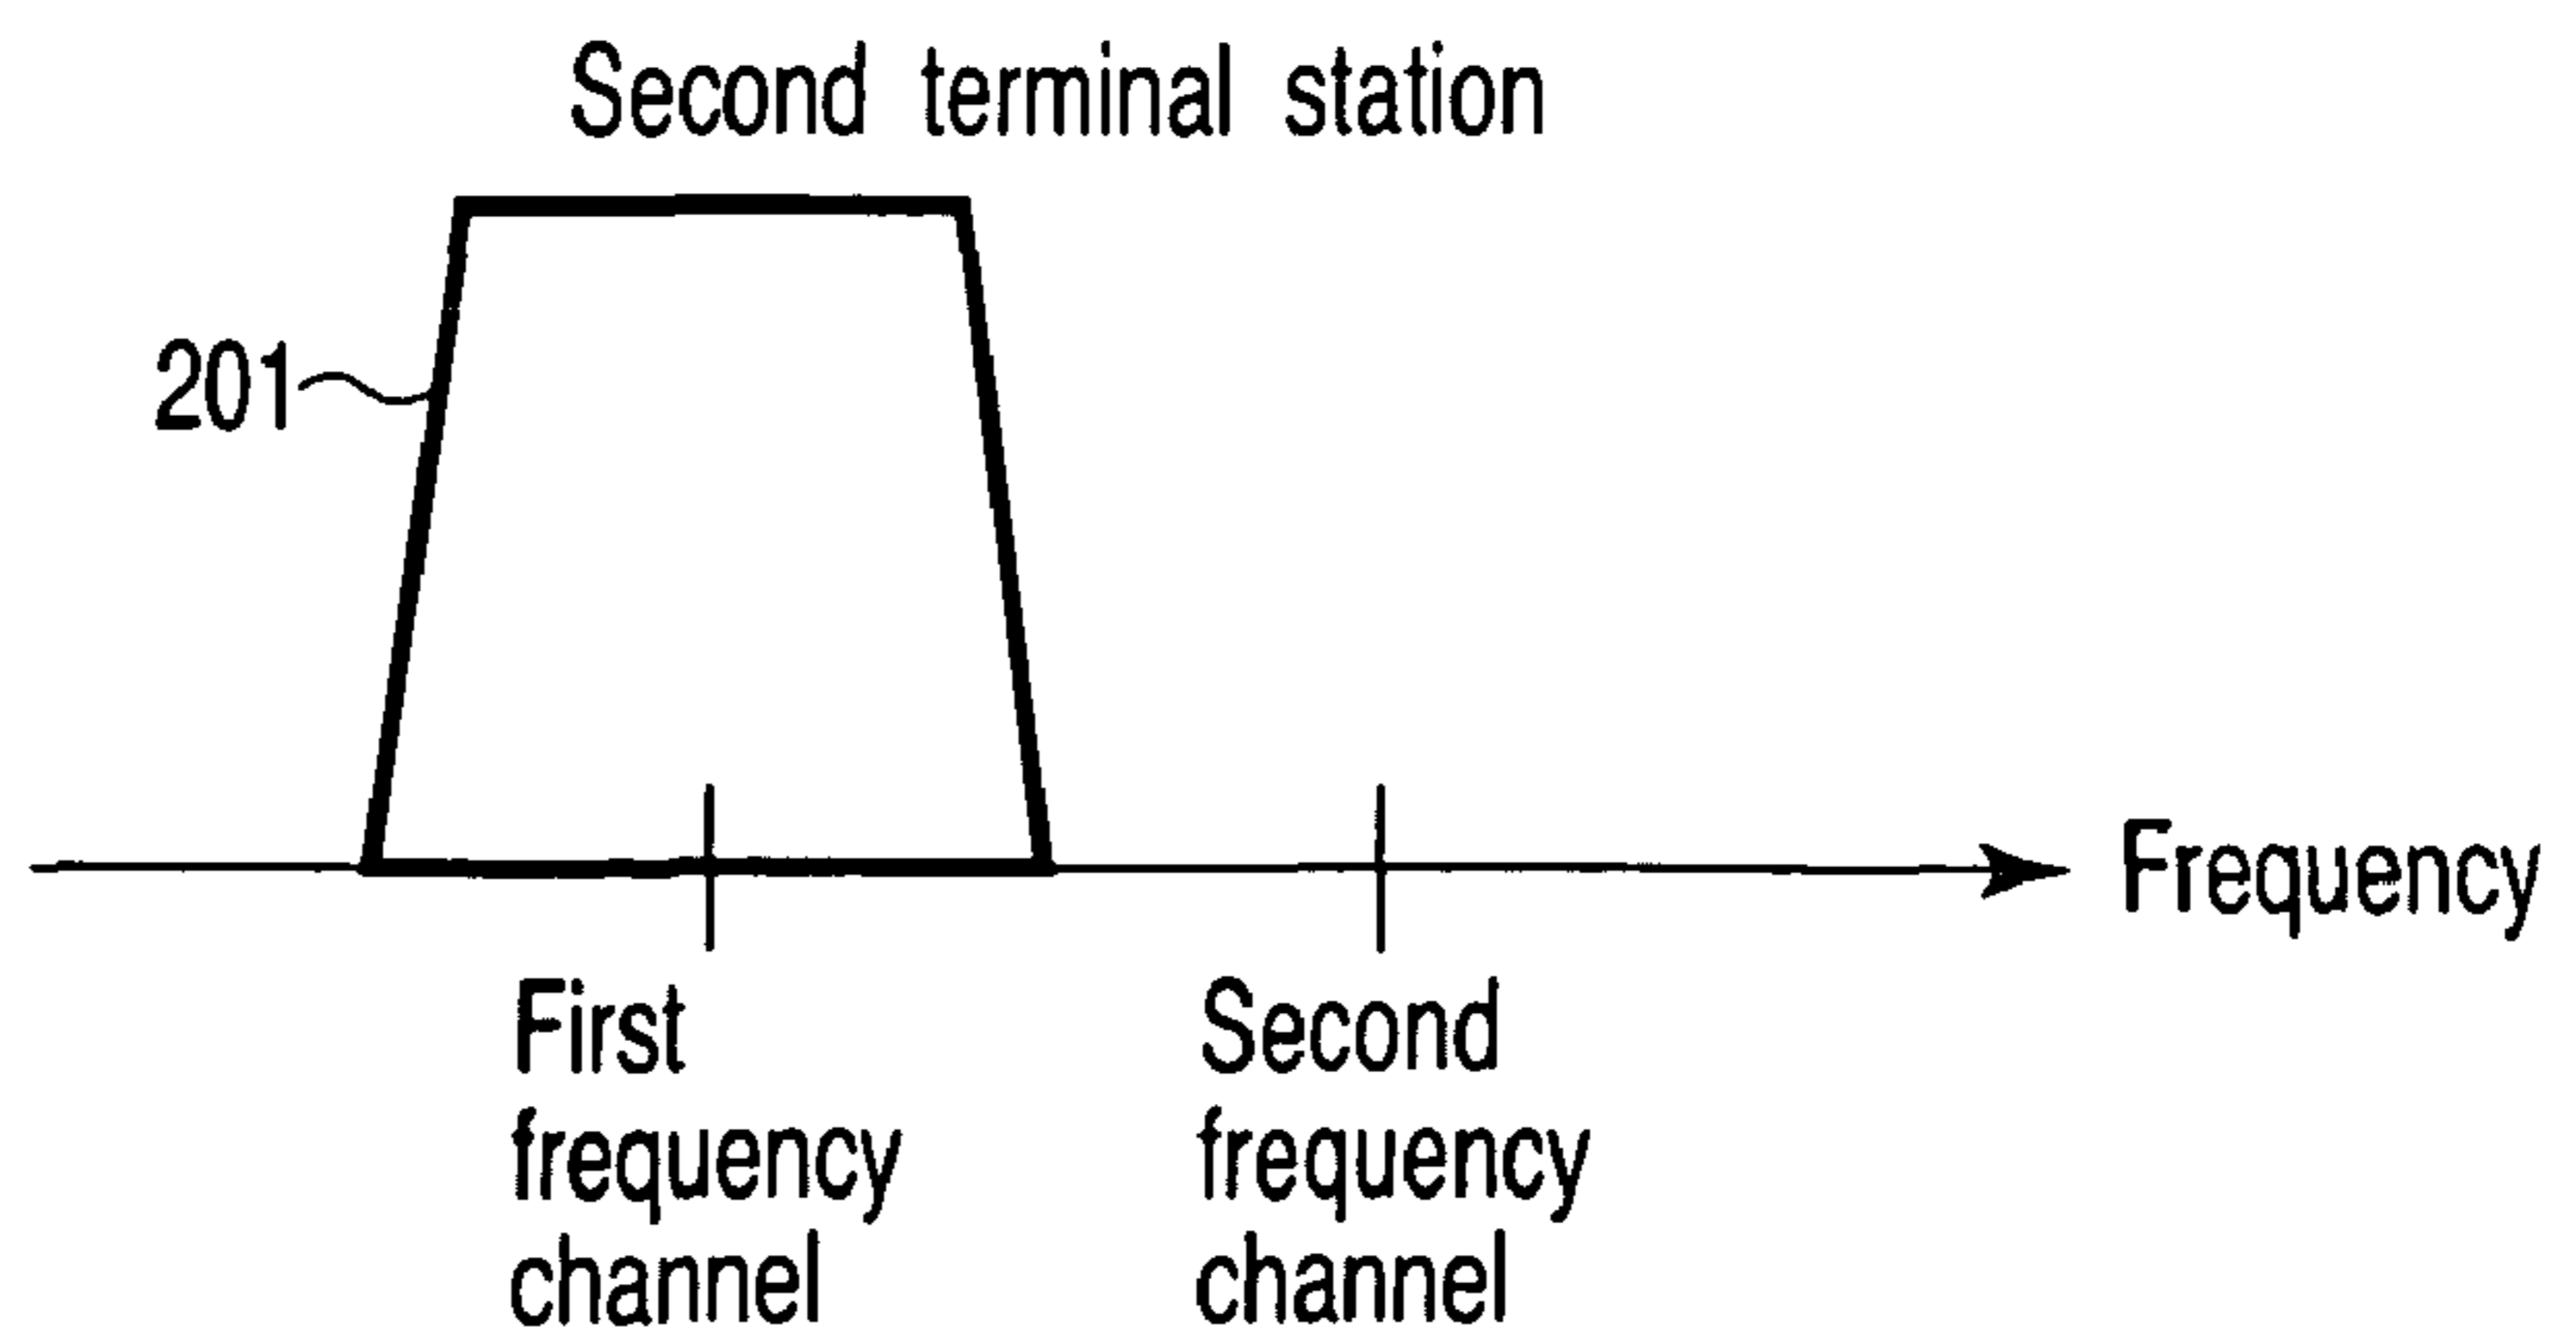 Second terminal station
201
Frequency
First
frequency
channel
Second
frequency
channel